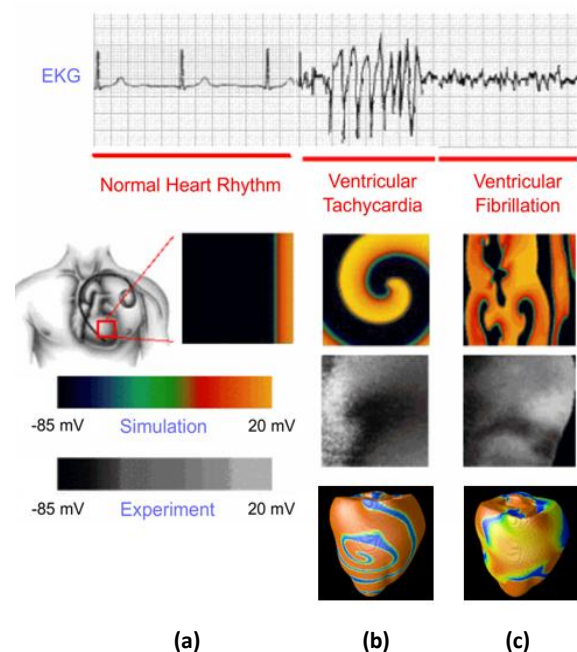 EKG
Normal Heart Rhythm
Ventricular
Tachycardia
Ventricular
Fibrillation
-85 mV Simulation 20 mV
-85 mV Experiment 20 mV
(a) (b) (c)